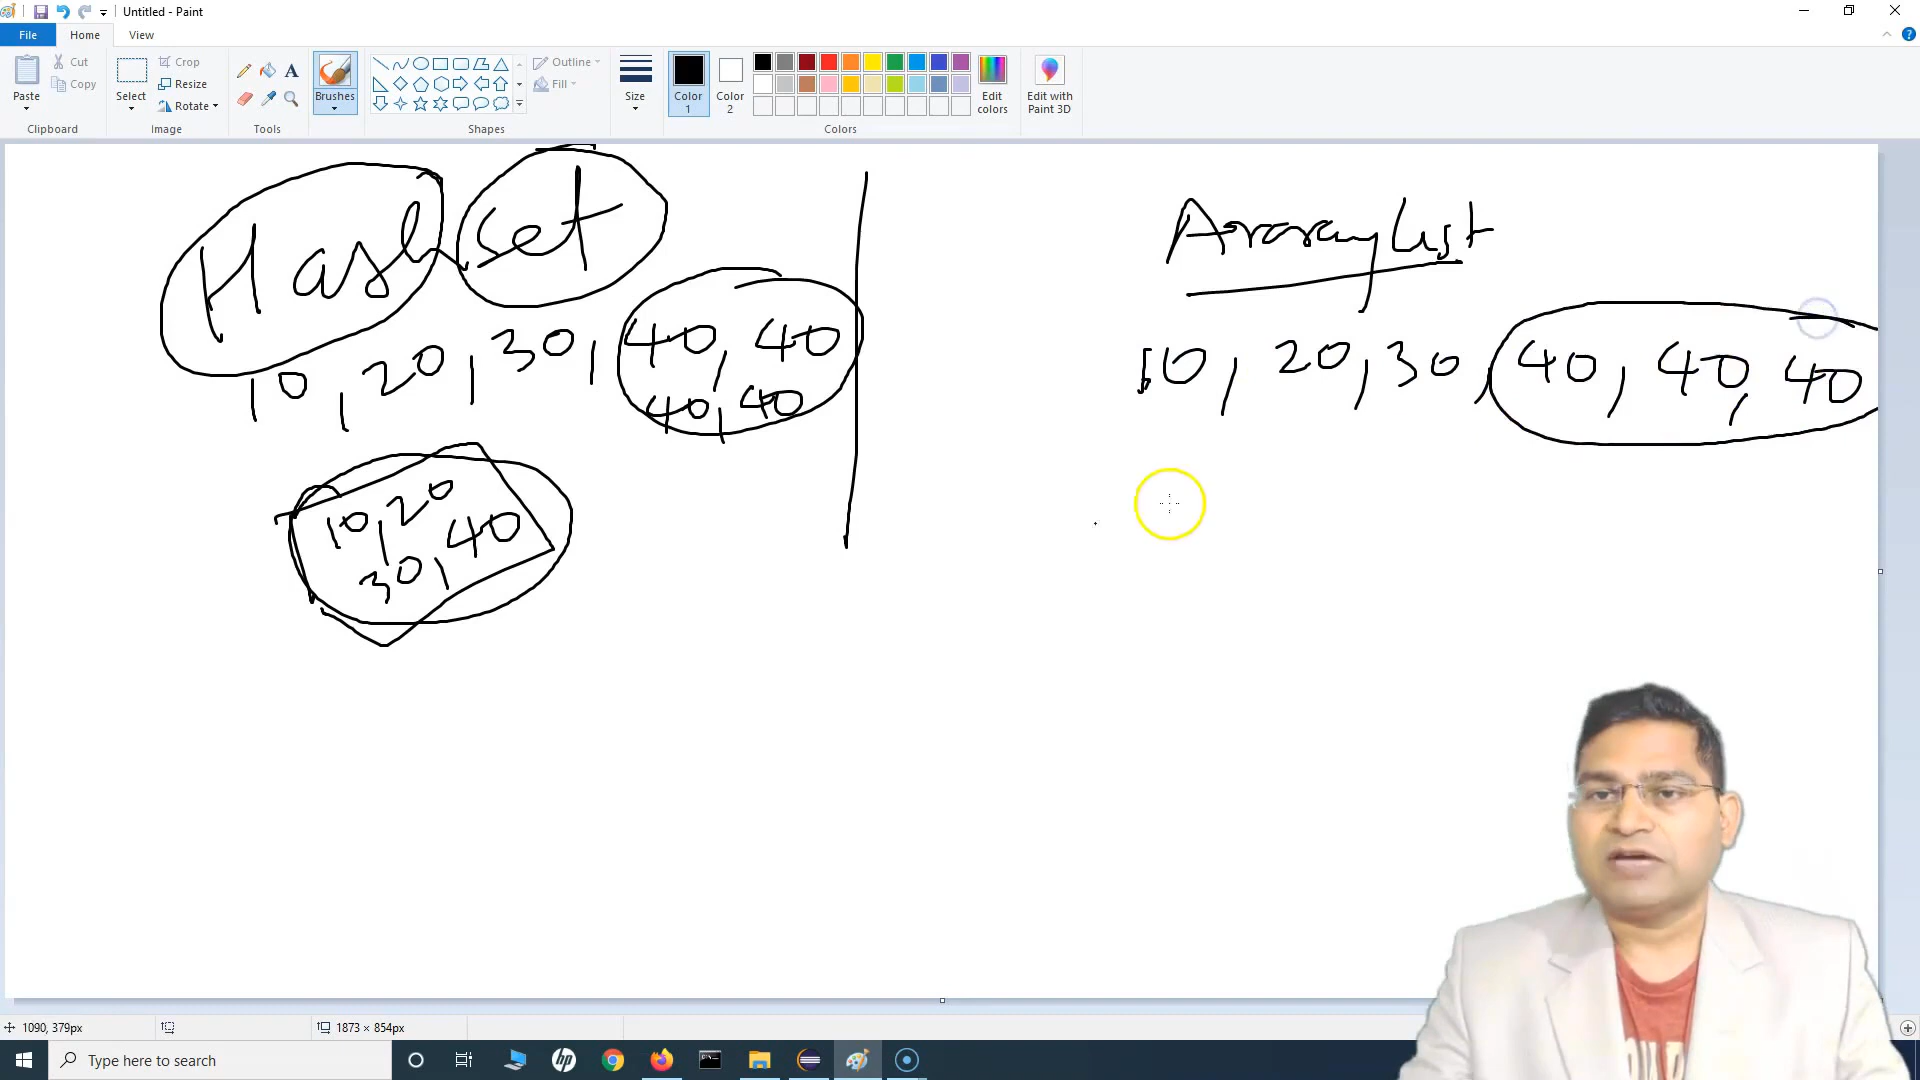 Untitled - Paint
File
Home
View
Paste
Cut
Copy
Clipboard
Select
Crop
Resize
Rotate
Image
Tools
Brushes
Shapes
Outline
Fill
Size
Color 1
Color 2
Colors
Edit colors
Edit with Paint 3D
Hash Set
10, 20, 30, 40, 40
40, 40
10, 20
30, 40
Array List
10, 20, 30, 40, 40, 40
1090, 379px
1873 × 854px
Type here to search
hp